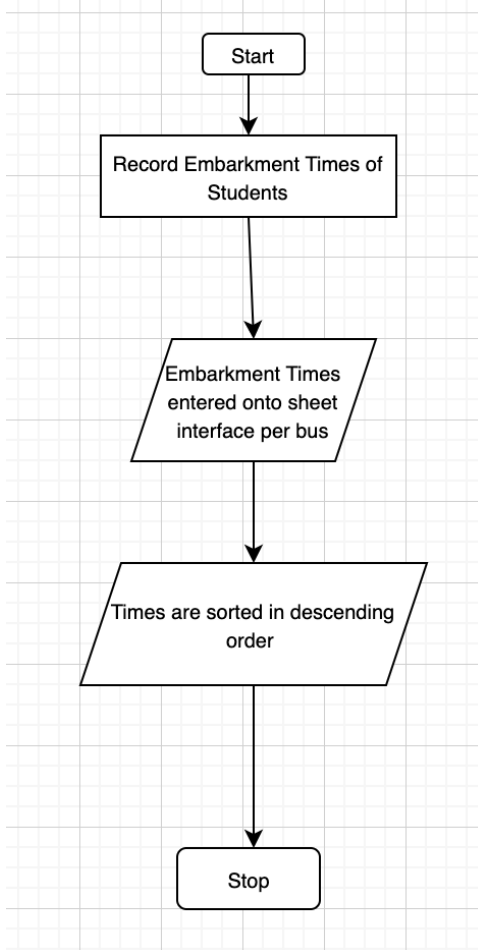 Start
Record Embarkment Times of
Students
Embarkment Times
entered onto sheet
interface per bus
Times are sorted in descending
order
Stop